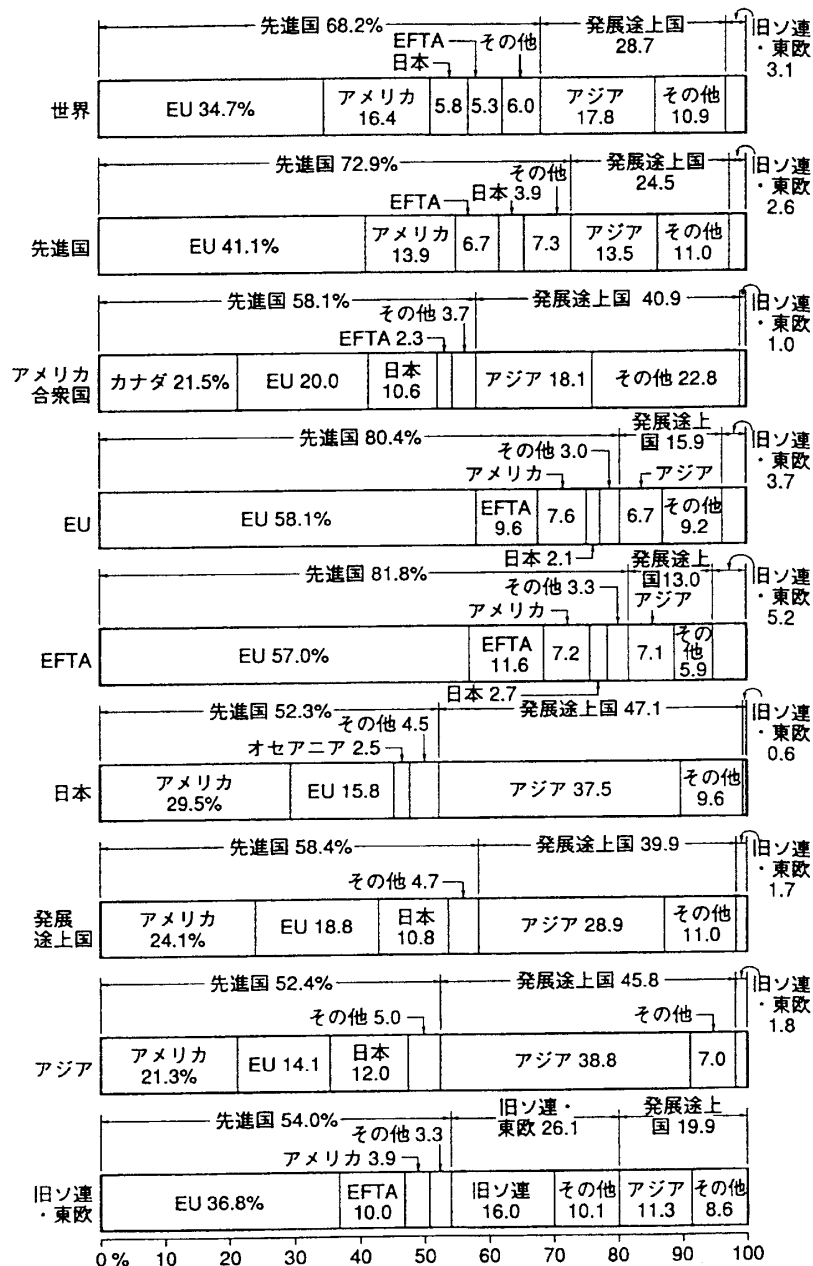 先進国 68.2% 発展途上国 28.7 旧ソ連・東欧 3.1
EFTA その他
日本
世界 EU 34.7% アメリカ 16.4 5.8 5.3 6.0 アジア 17.8 その他 10.9
先進国 72.9% 発展途上国 24.5 旧ソ連・東欧 2.6
その他
日本 3.9
EFTA
先進国 EU 41.1% アメリカ 13.9 6.7 7.3 アジア 13.5 その他 11.0
先進国 58.1% 発展途上国 40.9 旧ソ連・東欧 1.0
その他 3.7
EFTA 2.3
アメリカ合衆国 カナダ 21.5% EU 20.0 日本 10.6 アジア 18.1 その他 22.8
先進国 80.4% 発展途上国 15.9 旧ソ連・東欧 3.7
その他 3.0
アメリカ アジア
EU EU 58.1% EFTA 9.6 7.6 6.7 その他 9.2
日本 2.1
先進国 81.8% 発展途上国13.0 旧ソ連・東欧 5.2
その他 3.3 アジア
アメリカ
EFTA EU 57.0% EFTA 11.6 7.2 7.1 その他 5.9
日本 2.7
先進国 52.3% 発展途上国 47.1 旧ソ連・東欧 0.6
その他 4.5
オセアニア 2.5
日本 アメリカ 29.5% EU 15.8 アジア 37.5 その他 9.6
先進国 58.4% 発展途上国 39.9 旧ソ連・東欧 1.7
その他 4.7
発展途上国 アメリカ 24.1% EU 18.8 日本 10.8 アジア 28.9 その他 11.0
先進国 52.4% 発展途上国 45.8 旧ソ連・東欧 1.8
その他 5.0 その他
アジア アメリカ 21.3% EU 14.1 日本 12.0 アジア 38.8 7.0
先進国 54.0% 旧ソ連・東欧 26.1 発展途上国 19.9
その他 3.3
アメリカ 3.9
旧ソ連・東欧 EU 36.8% EFTA 10.0 旧ソ連 16.0 その他 10.1 アジア 11.3 その他 8.6
0 % 10 20 30 40 50 60 70 80 90 100